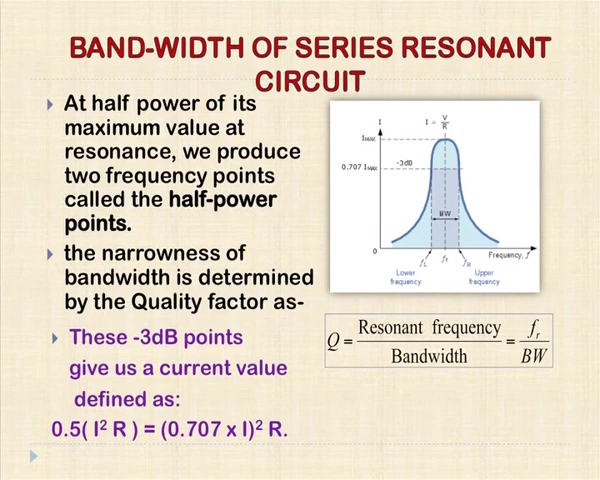 BAND-WIDTH OF SERIES RESONANT
CIRCUIT
At half power of its
maximum value at
resonance, we produce
two frequency points
called the half-power
points.
the narrowness of
bandwidth is determined
by the Quality factor as-
These -3dB points
give us a current value
defined as:
0.5( I² R ) = (0.707 x I)² R.
I
I = V/R
IMAX
0.707 IMAX
-3dB
BW
0
Frequency, f
fL fr fH
Lower
frequency
Upper
frequency
Q = Resonant frequency / Bandwidth = fr / BW